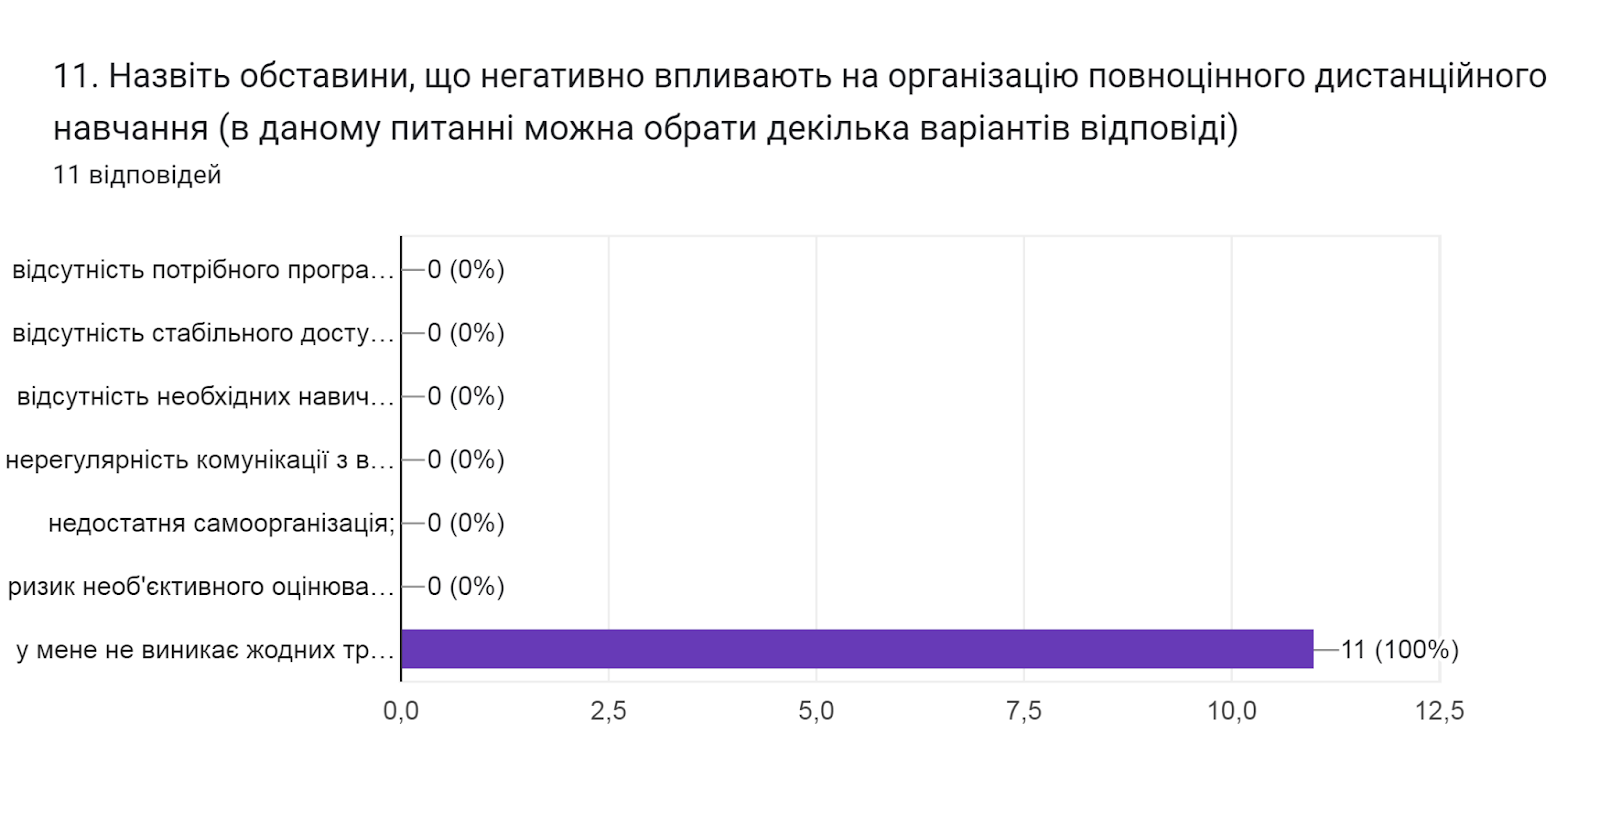 11. Назвіть обставини, що негативно впливають на організацію повноцінного дистанційного
навчання (в даному питанні можна обрати декілька варіантів відповіді)
11 відповідей
відсутність потрібного програ… 0 (0%)
відсутність стабільного досту… 0 (0%)
відсутність необхідних навич… 0 (0%)
нерегулярність комунікації з в… 0 (0%)
недостатня самоорганізація; 0 (0%)
ризик необ'єктивного оцінюва… 0 (0%)
у мене не виникає жодних тр… 11 (100%)
0,0 2,5 5,0 7,5 10,0 12,5